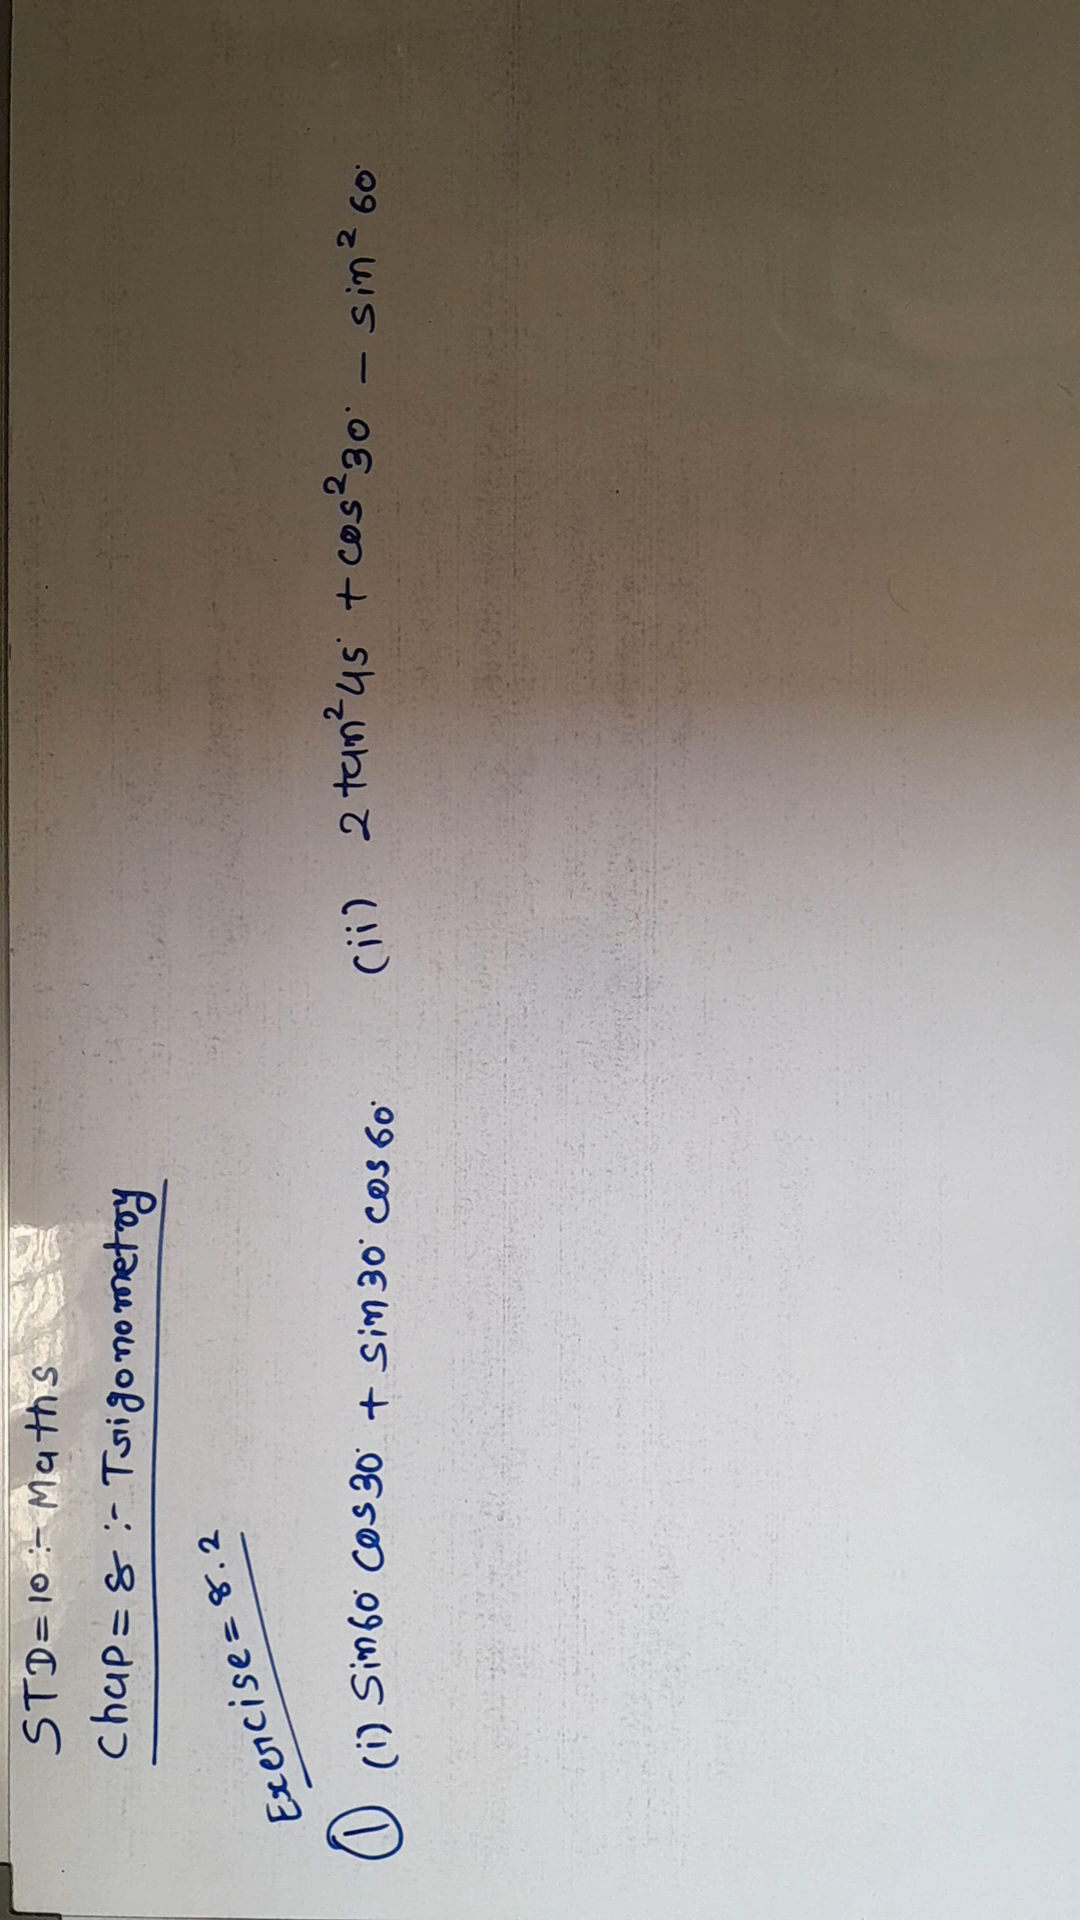 STD=10:- Maths
Chap=8:- Trigonometry
Exercise=8.2
① (i) Sin60° cos30° + sin30° cos60° (ii) 2tan²45° + cos²30° - sin²60°